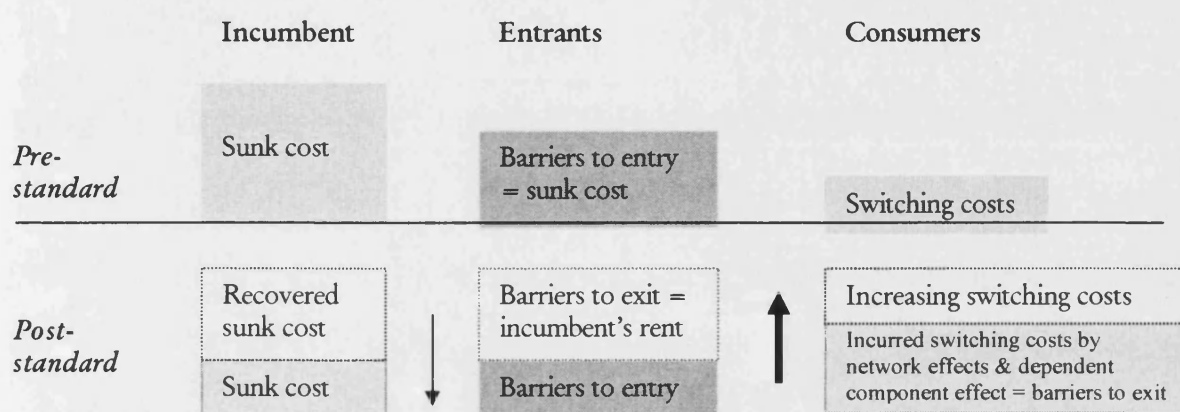 Incumbent
Entrants
Consumers
Pre-
standard
Sunk cost
Barriers to entry
= sunk cost
Switching costs
Post-
standard
Recovered
sunk cost
Sunk cost
Barriers to exit =
incumbent's rent
Barriers to entry
Increasing switching costs
Incurred switching costs by
network effects & dependent
component effect = barriers to exit